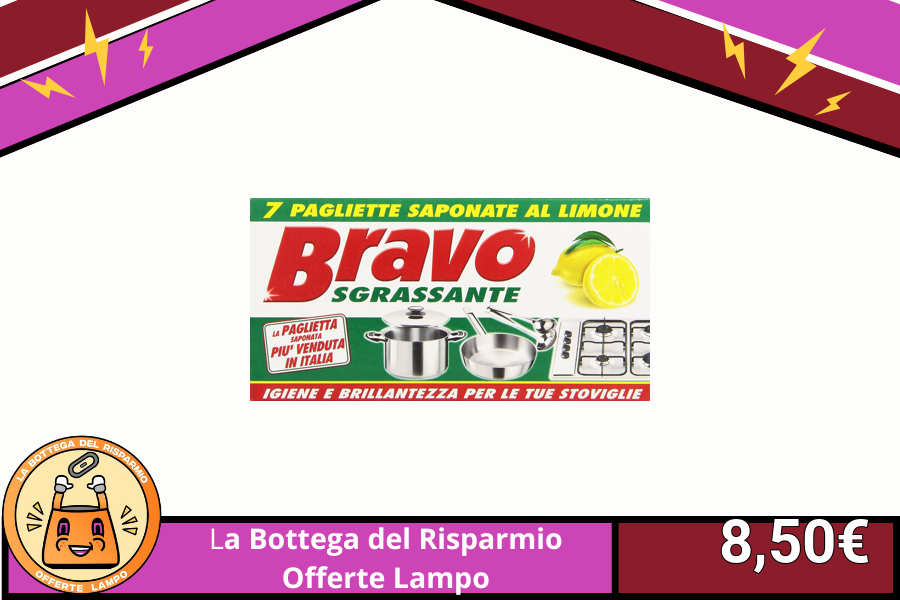 7 PAGLIETTE SAPONATE AL LIMONE
Bravo
SGRASSANTE
LA PAGLIETTA
SAPONATA
PIU' VENDUTA
IN ITALIA
IGIENE E BRILLANTEZZA PER LE TUE STOVIGLIE
LA BOTTEGA DEL RISPARMIO
OFFERTE LAMPO
La Bottega del Risparmio
Offerte Lampo
8,50€